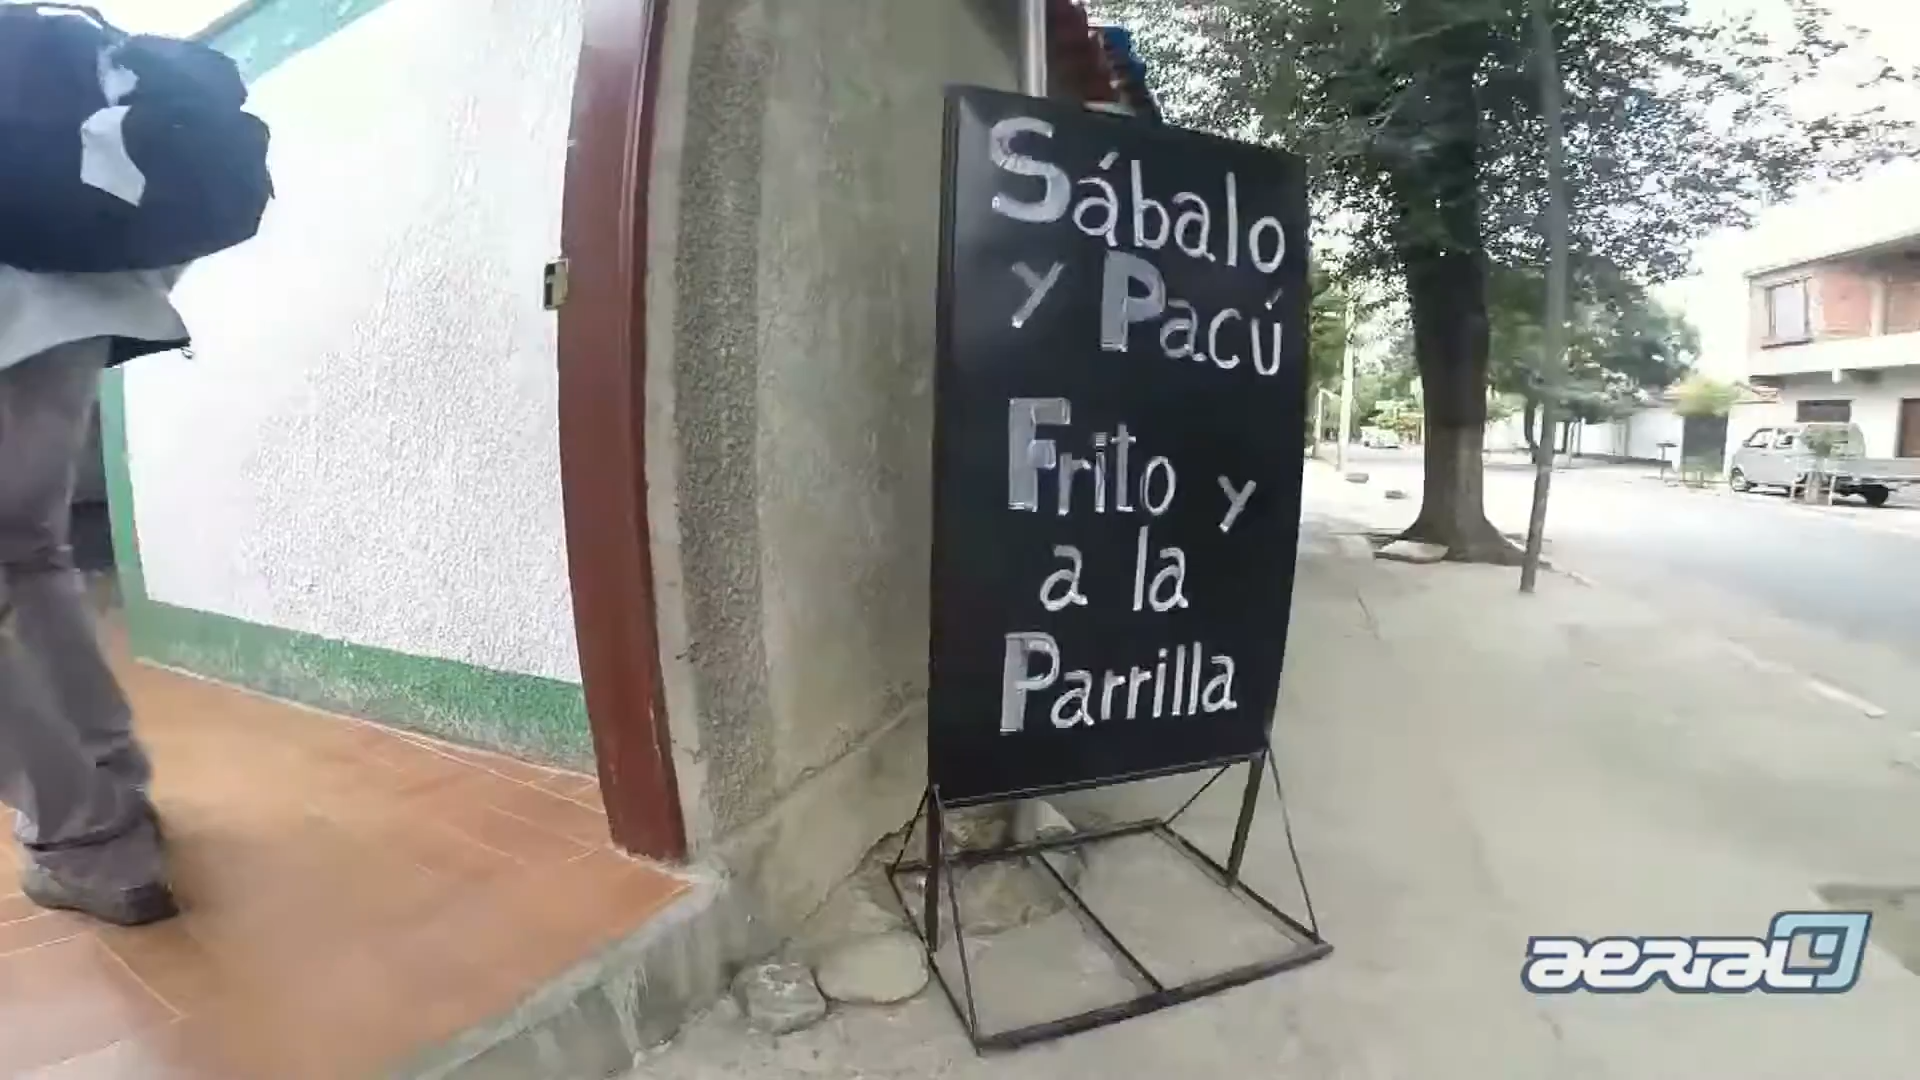 Sábalo
y Pacú
Frito y
a la
Parrilla
aerial